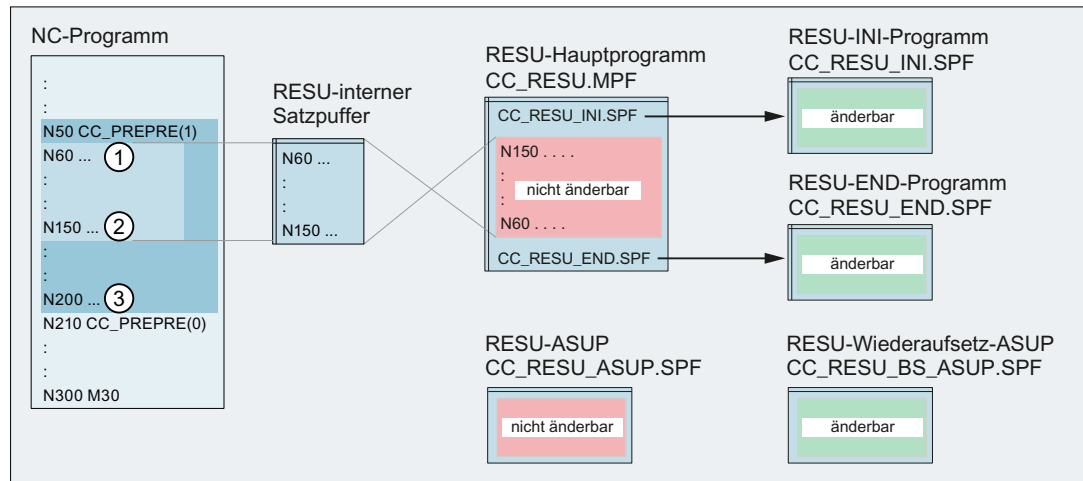 NC-Programm
:
:
N50 CC_PREPRE(1)
N60 ... 1
:
:
N150 ... 2
:
:
N200 ... 3
N210 CC_PREPRE(0)
:
:
N300 M30
RESU-interner
Satzpuffer
N60 ...
:
:
N150 ...
RESU-Hauptprogramm
CC_RESU.MPF
CC_RESU_INI.SPF
N150 . . . .
:
nicht änderbar
:
N60 . . . .
CC_RESU_END.SPF
RESU-INI-Programm
CC_RESU_INI.SPF
änderbar
RESU-END-Programm
CC_RESU_END.SPF
änderbar
RESU-ASUP
CC_RESU_ASUP.SPF
nicht änderbar
RESU-Wiederaufsetz-ASUP
CC_RESU_BS_ASUP.SPF
änderbar